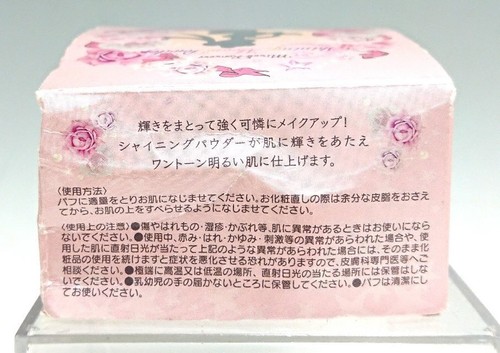 輝きをまとって強く可憐にメイクアップ!
シャイニングパウダーが肌に輝きをあたえ
ワントーン明るい肌に仕上げます。
〈使用方法〉
パフに適量をとりお肌になじませてください。お化粧直しの際は余分な皮脂をおさえ
てから、お肌の上をすべらせるようになじませてください。
〈使用上の注意〉●傷やはれもの・湿疹・かぶれ等、肌に異常があるときはお使いになら
ないでください。●使用中、赤み・はれ・かゆみ・刺激等の異常があらわれた場合や、使
用した肌に直射日光が当たって上記のような異常があらわれた場合には、そのまま化
粧品の使用を続けますと症状を悪化させる恐れがありますので、皮膚科専門医等へご
相談ください。●極端に高温又は低温の場所、直射日光の当たる場所には保管はしな
いでください。●乳幼児の手の届かないところに保管してください。●パフは清潔にし
てお使いください。